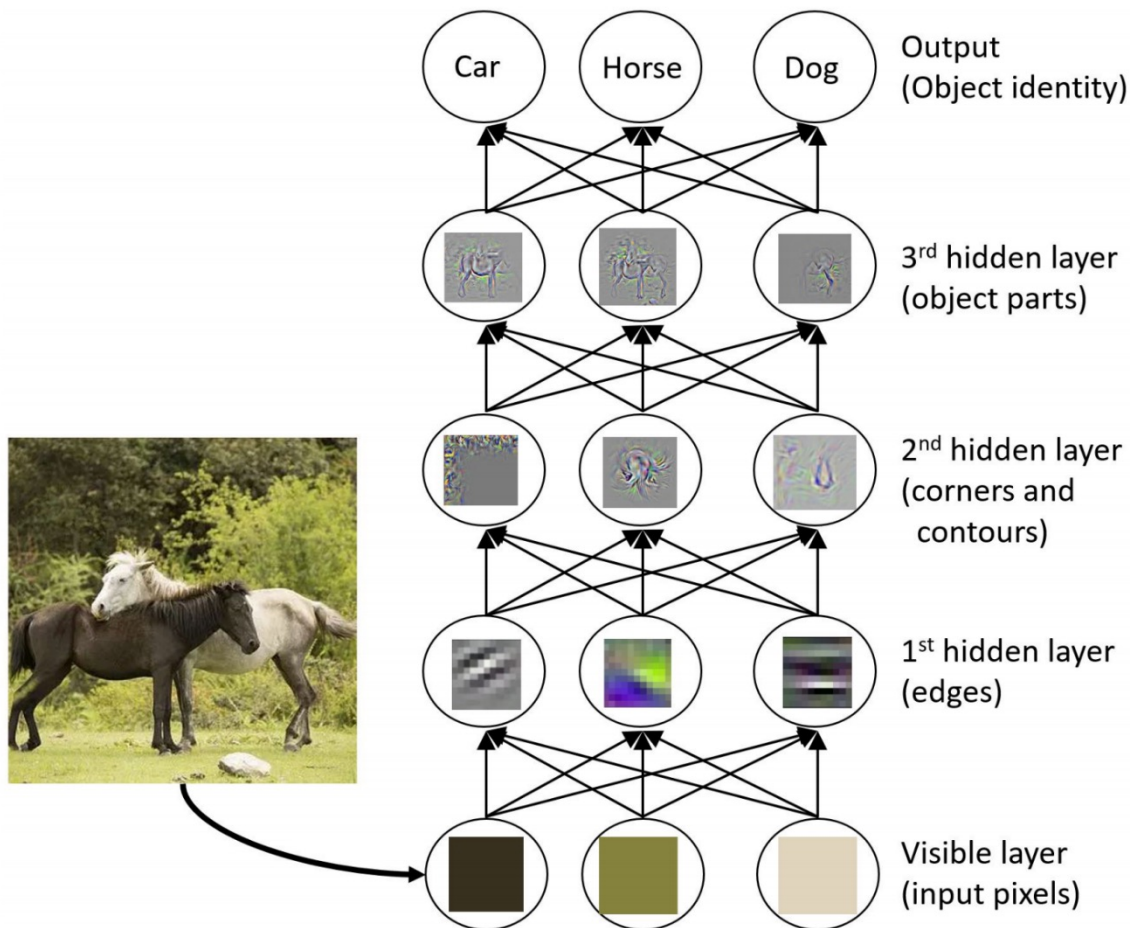 Car
Horse
Dog
Output
(Object identity)
3rd hidden layer
(object parts)
2nd hidden layer
(corners and
contours)
1st hidden layer
(edges)
Visible layer
(input pixels)